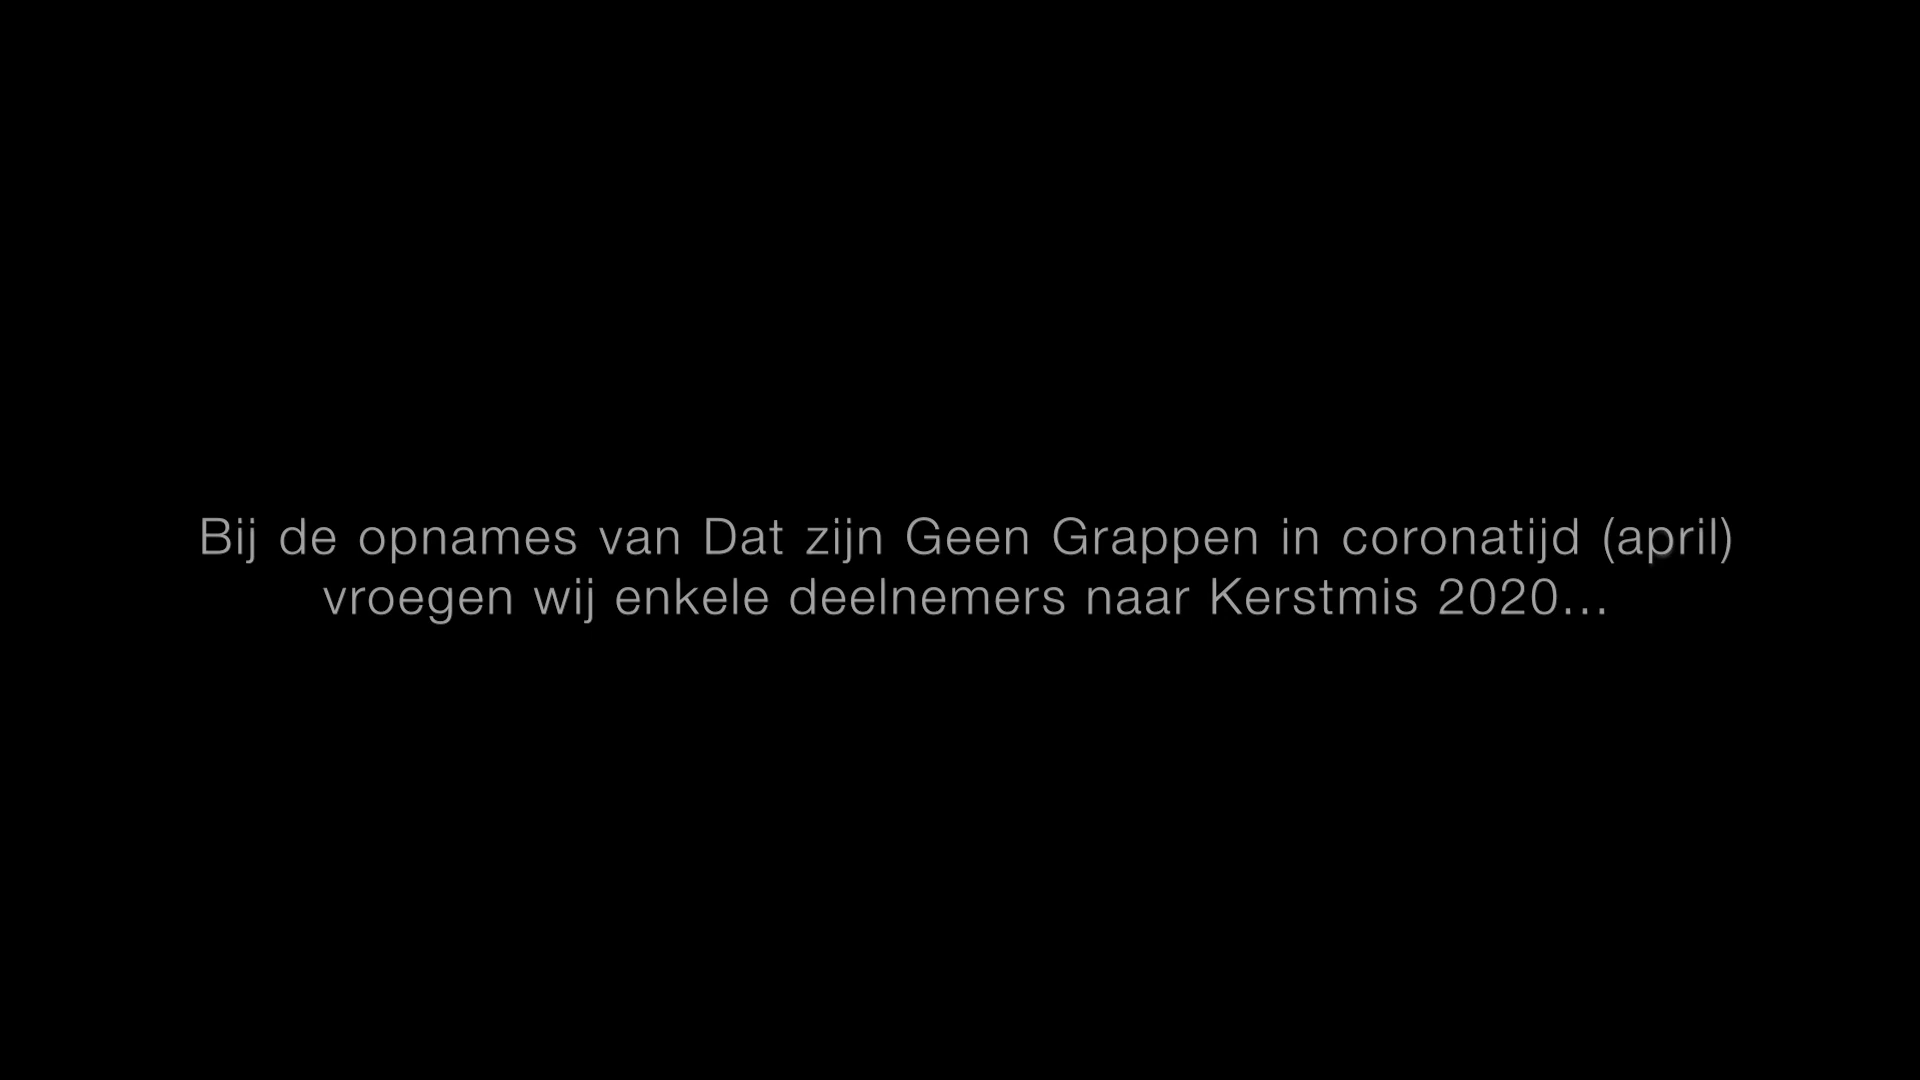 Bij de opnames van Dat zijn Geen Grappen in coronatijd (april)
vroegen wij enkele deelnemers naar Kerstmis 2020...